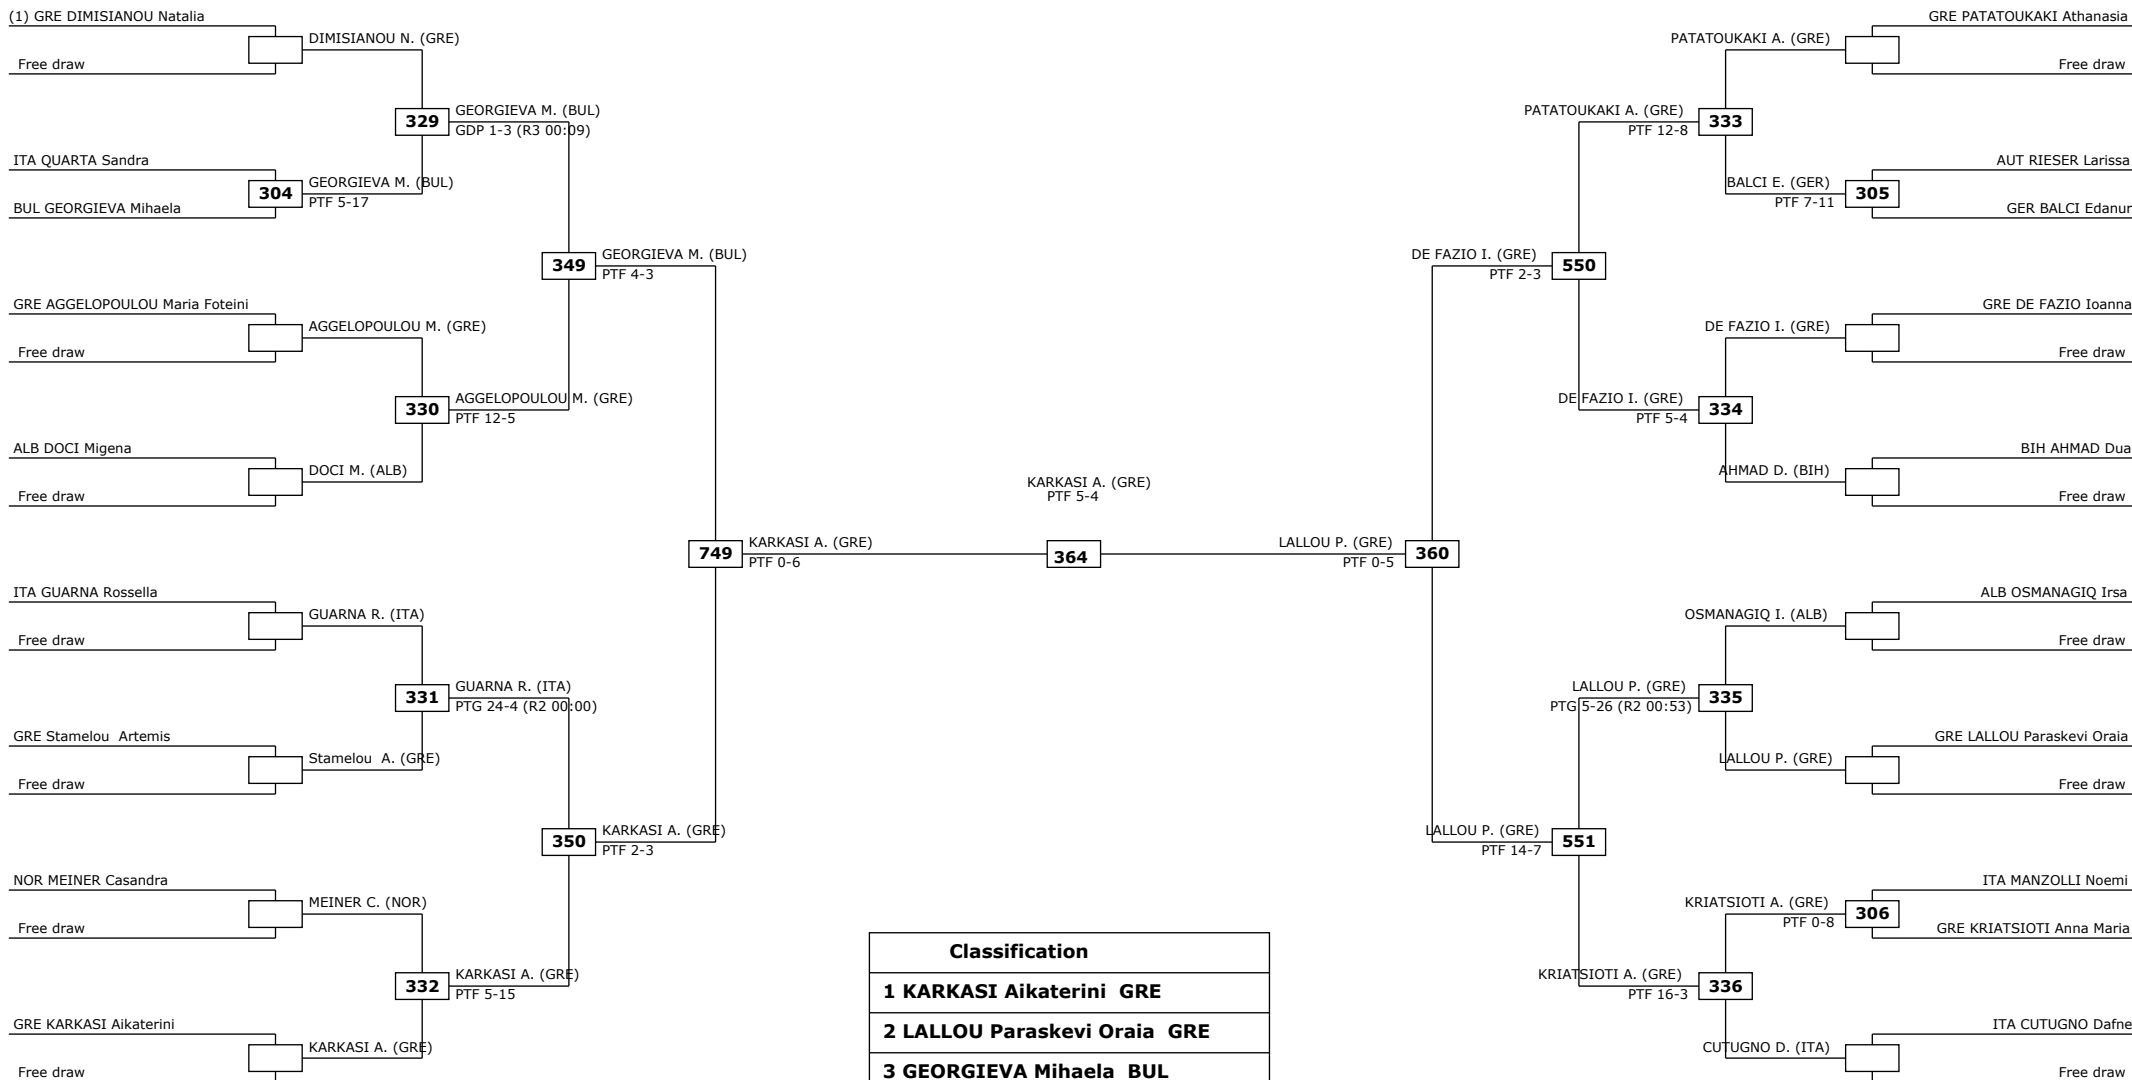 (1) GRE DIMISIANOU Natalia
DIMISIANOU N. (GRE)
Free draw
329
GEORGIEVA M. (BUL)
GDP 1-3 (R3 00:09)
ITA QUARTA Sandra
304
GEORGIEVA M. (BUL)
PTF 5-17
BUL GEORGIEVA Mihaela
349
GEORGIEVA M. (BUL)
PTF 4-3
GRE AGGELOPOULOU Maria Foteini
AGGELOPOULOU M. (GRE)
Free draw
330
AGGELOPOULOU M. (GRE)
PTF 12-5
ALB DOCI Migena
DOCI M. (ALB)
Free draw
749
KARKASI A. (GRE)
PTF 0-6
ITA GUARNA Rossella
GUARNA R. (ITA)
Free draw
331
GUARNA R. (ITA)
PTG 24-4 (R2 00:00)
GRE Stamelou  Artemis
Stamelou  A. (GRE)
Free draw
350
KARKASI A. (GRE)
PTF 2-3
NOR MEINER Casandra
MEINER C. (NOR)
Free draw
332
KARKASI A. (GRE)
PTF 5-15
GRE KARKASI Aikaterini
KARKASI A. (GRE)
Free draw
KARKASI A. (GRE)
PTF 5-4
364
GRE PATATOUKAKI Athanasia
PATATOUKAKI A. (GRE)
Free draw
PATATOUKAKI A. (GRE)
PTF 12-8
333
AUT RIESER Larissa
BALCI E. (GER)
PTF 7-11
305
GER BALCI Edanur
DE FAZIO I. (GRE)
PTF 2-3
550
GRE DE FAZIO Ioanna
DE FAZIO I. (GRE)
Free draw
DE FAZIO I. (GRE)
PTF 5-4
334
BIH AHMAD Dua
AHMAD D. (BIH)
Free draw
LALLOU P. (GRE)
PTF 0-5
360
ALB OSMANAGIQ Irsa
OSMANAGIQ I. (ALB)
Free draw
LALLOU P. (GRE)
PTG 5-26 (R2 00:53)
335
GRE LALLOU Paraskevi Oraia
LALLOU P. (GRE)
Free draw
LALLOU P. (GRE)
PTF 14-7
551
ITA MANZOLLI Noemi
KRIATSIOTI A. (GRE)
PTF 0-8
306
GRE KRIATSIOTI Anna Maria
KRIATSIOTI A. (GRE)
PTF 16-3
336
ITA CUTUGNO Dafne
CUTUGNO D. (ITA)
Free draw
Classification
1 KARKASI Aikaterini  GRE
2 LALLOU Paraskevi Oraia  GRE
3 GEORGIEVA Mihaela  BUL